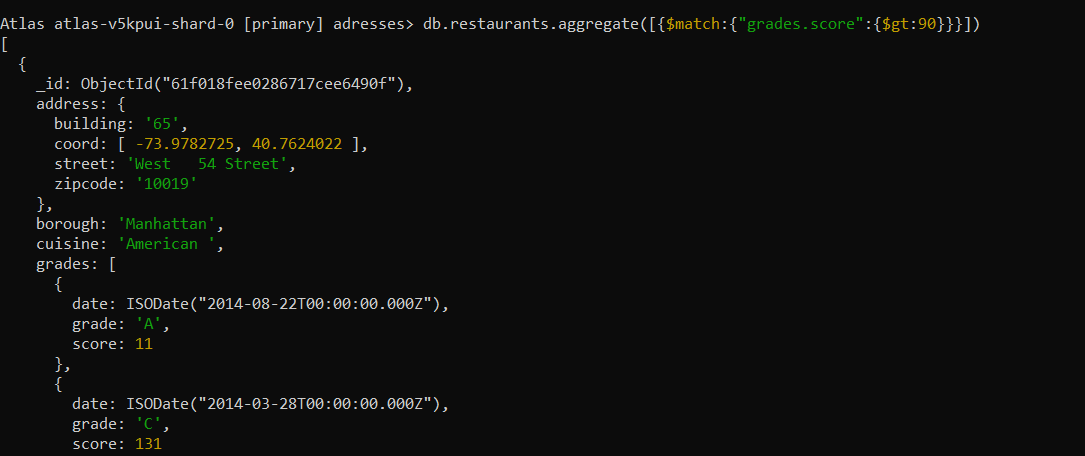 Atlas atlas-v5kpui-shard-0 [primary] adresses> db.restaurants.aggregate([{$match:{"grades.score":{$gt:90}}}])
[
  {
    _id: ObjectId("61f018fee0286717cee6490f"),
    address: {
      building: '65',
      coord: [ -73.9782725, 40.7624022 ],
      street: 'West   54 Street',
      zipcode: '10019'
    },
    borough: 'Manhattan',
    cuisine: 'American ',
    grades: [
      {
        date: ISODate("2014-08-22T00:00:00.000Z"),
        grade: 'A',
        score: 11
      },
      {
        date: ISODate("2014-03-28T00:00:00.000Z"),
        grade: 'C',
        score: 131